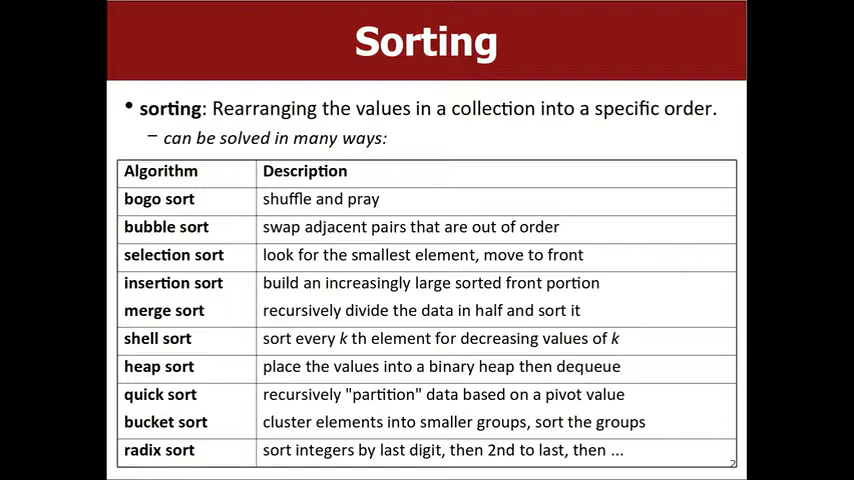 Sorting
• sorting: Rearranging the values in a collection into a specific order.
– can be solved in many ways:
Algorithm Description
bogo sort shuffle and pray
bubble sort swap adjacent pairs that are out of order
selection sort look for the smallest element, move to front
insertion sort build an increasingly large sorted front portion
merge sort recursively divide the data in half and sort it
shell sort sort every k th element for decreasing values of k
heap sort place the values into a binary heap then dequeue
quick sort recursively "partition" data based on a pivot value
bucket sort cluster elements into smaller groups, sort the groups
radix sort sort integers by last digit, then 2nd to last, then ...
2